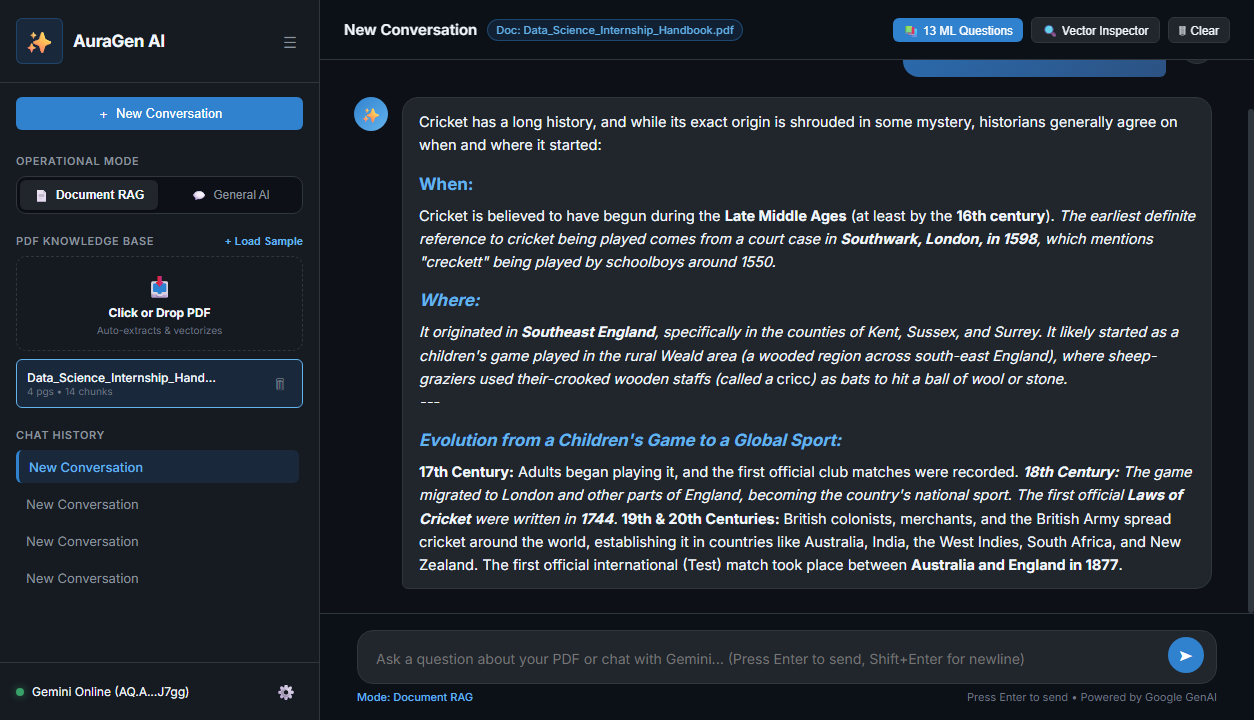 AuraGen AI
+ New Conversation
OPERATIONAL MODE
Document RAG
General AI
PDF KNOWLEDGE BASE
+ Load Sample
Click or Drop PDF
Auto-extracts & vectorizes
Data_Science_Internship_Hand...
4 pgs • 14 chunks
CHAT HISTORY
New Conversation
New Conversation
New Conversation
New Conversation
Gemini Online (AQ.A...J7gg)
New Conversation
Doc: Data_Science_Internship_Handbook.pdf
13 ML Questions
Vector Inspector
Clear
Cricket has a long history, and while its exact origin is shrouded in some mystery, historians generally agree on
when and where it started:
When:
Cricket is believed to have begun during the Late Middle Ages (at least by the 16th century). The earliest definite
reference to cricket being played comes from a court case in Southwark, London, in 1598, which mentions
"creckett" being played by schoolboys around 1550.
Where:
It originated in Southeast England, specifically in the counties of Kent, Sussex, and Surrey. It likely started as a
children's game played in the rural Weald area (a wooded region across south-east England), where sheep-
graziers used their-crooked wooden staffs (called a cricc) as bats to hit a ball of wool or stone.
---
Evolution from a Children's Game to a Global Sport:
17th Century: Adults began playing it, and the first official club matches were recorded. 18th Century: The game
migrated to London and other parts of England, becoming the country's national sport. The first official Laws of
Cricket were written in 1744. 19th & 20th Centuries: British colonists, merchants, and the British Army spread
cricket around the world, establishing it in countries like Australia, India, the West Indies, South Africa, and New
Zealand. The first official international (Test) match took place between Australia and England in 1877.
Ask a question about your PDF or chat with Gemini... (Press Enter to send, Shift+Enter for newline)
Mode: Document RAG
Press Enter to send • Powered by Google GenAI